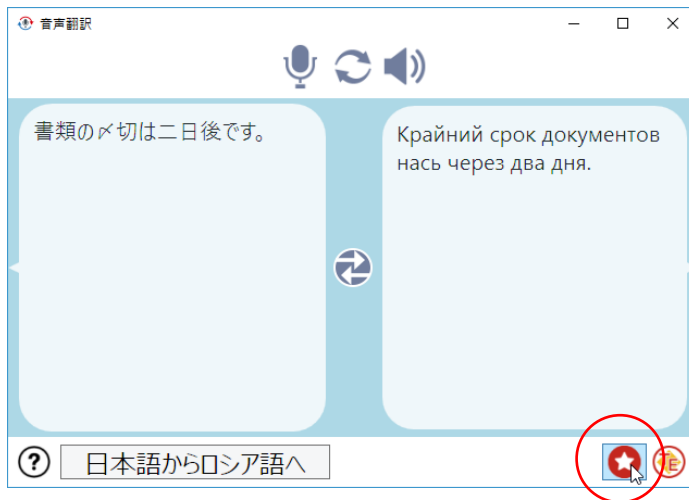 音声翻訳
書類の〆切は二日後です。
Крайний срок документов
нась через два дня.
日本語からロシア語へ
TE